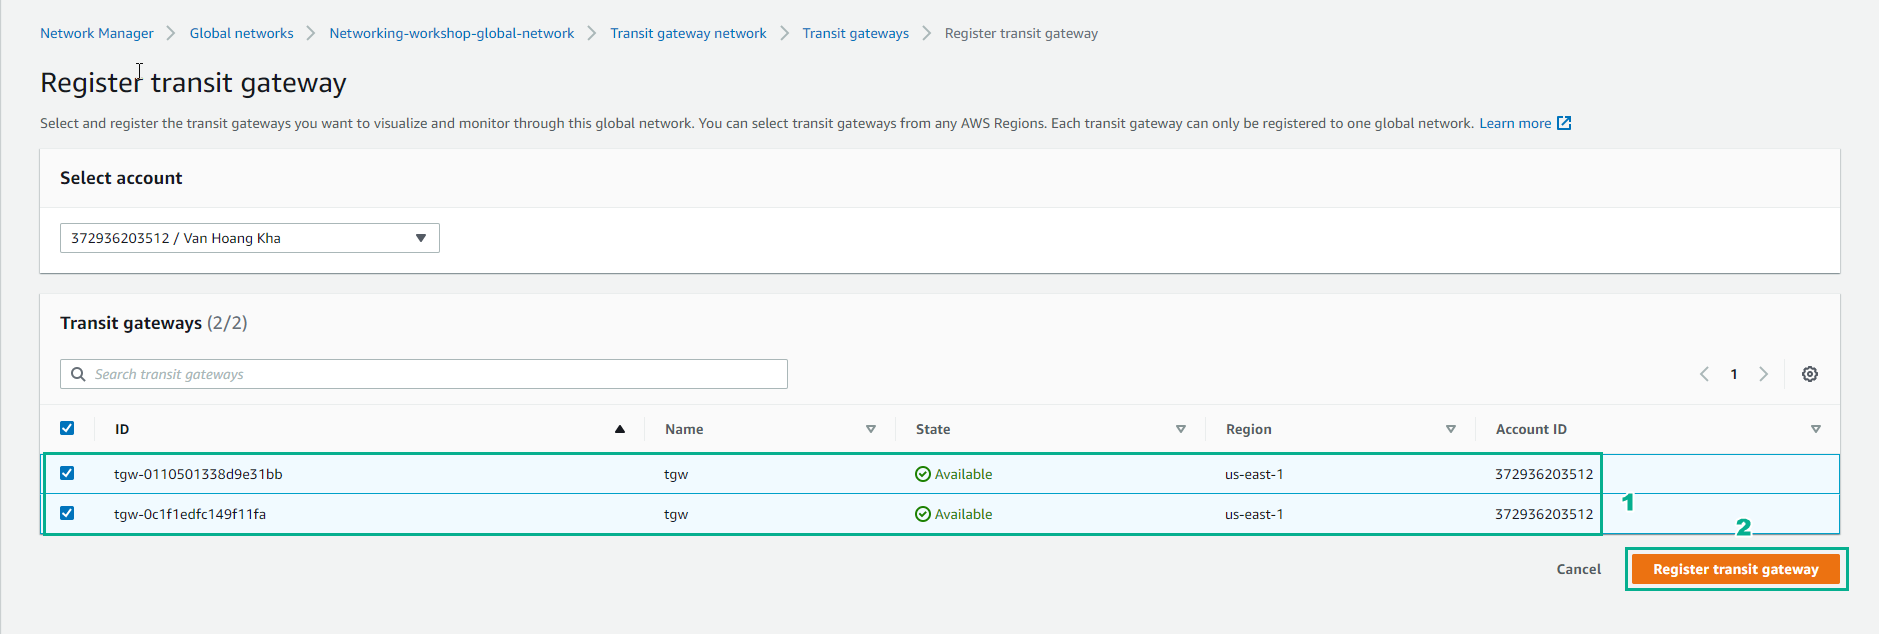 Network Manager > Global networks > Networking-workshop-global-network > Transit gateway network > Transit gateways > Register transit gateway
Register transit gateway
Select and register the transit gateways you want to visualize and monitor through this global network. You can select transit gateways from any AWS Regions. Each transit gateway can only be registered to one global network. Learn more
Select account
372936203512 / Van Hoang Kha
Transit gateways (2/2)
Search transit gateways
1
ID Name State Region Account ID
tgw-0110501338d9e31bb tgw Available us-east-1 372936203512
tgw-0c1f1edfc149f11fa tgw Available us-east-1 372936203512
1
2
Cancel Register transit gateway